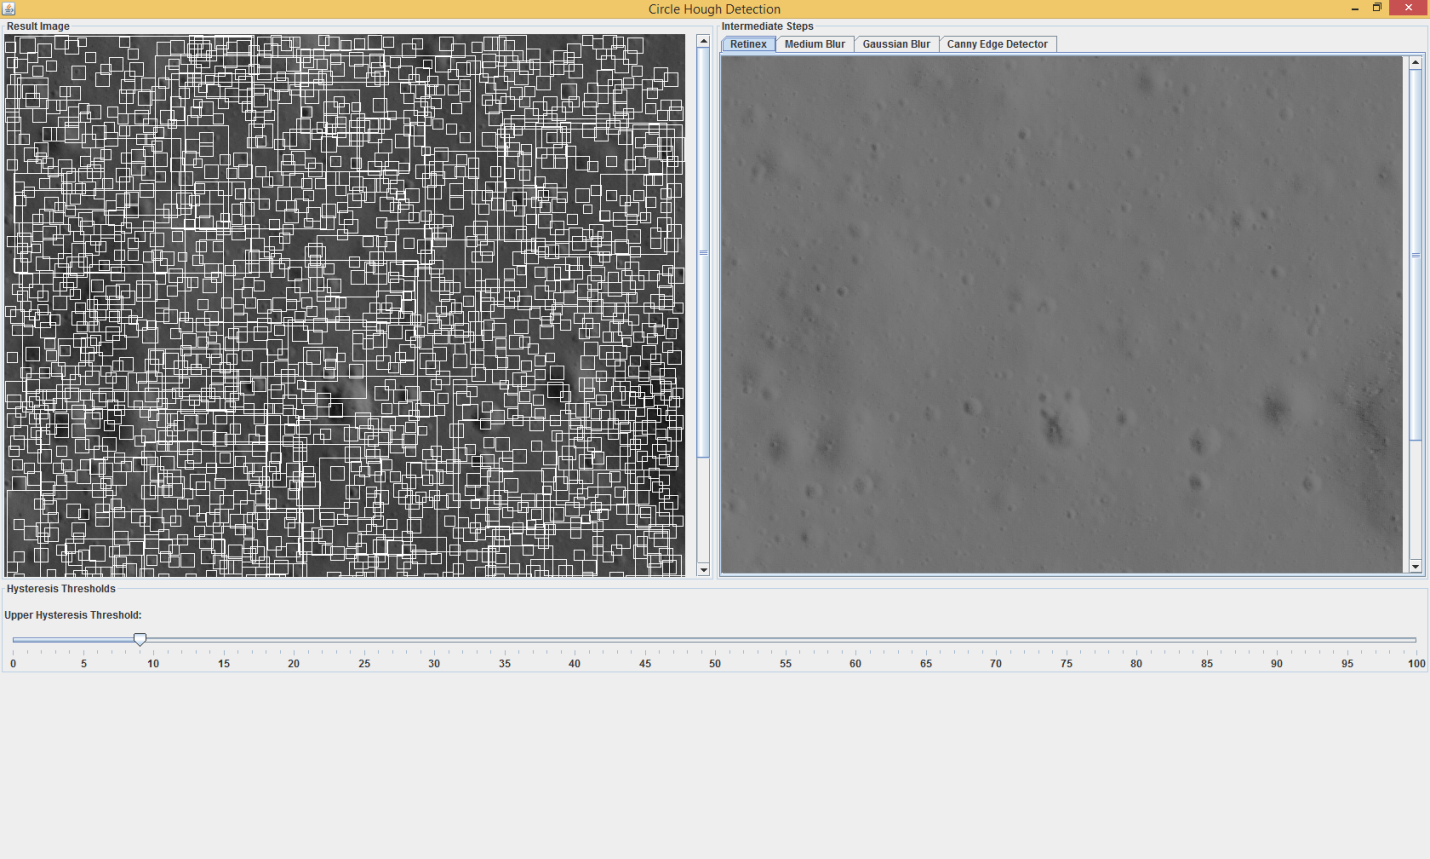 Circle Hough Detection
Result Image
Intermediate Steps
Retinex Medium Blur Gaussian Blur Canny Edge Detector
Hysteresis Thresholds
Upper Hysteresis Threshold:
0 5 10 15 20 25 30 35 40 45 50 55 60 65 70 75 80 85 90 95 100